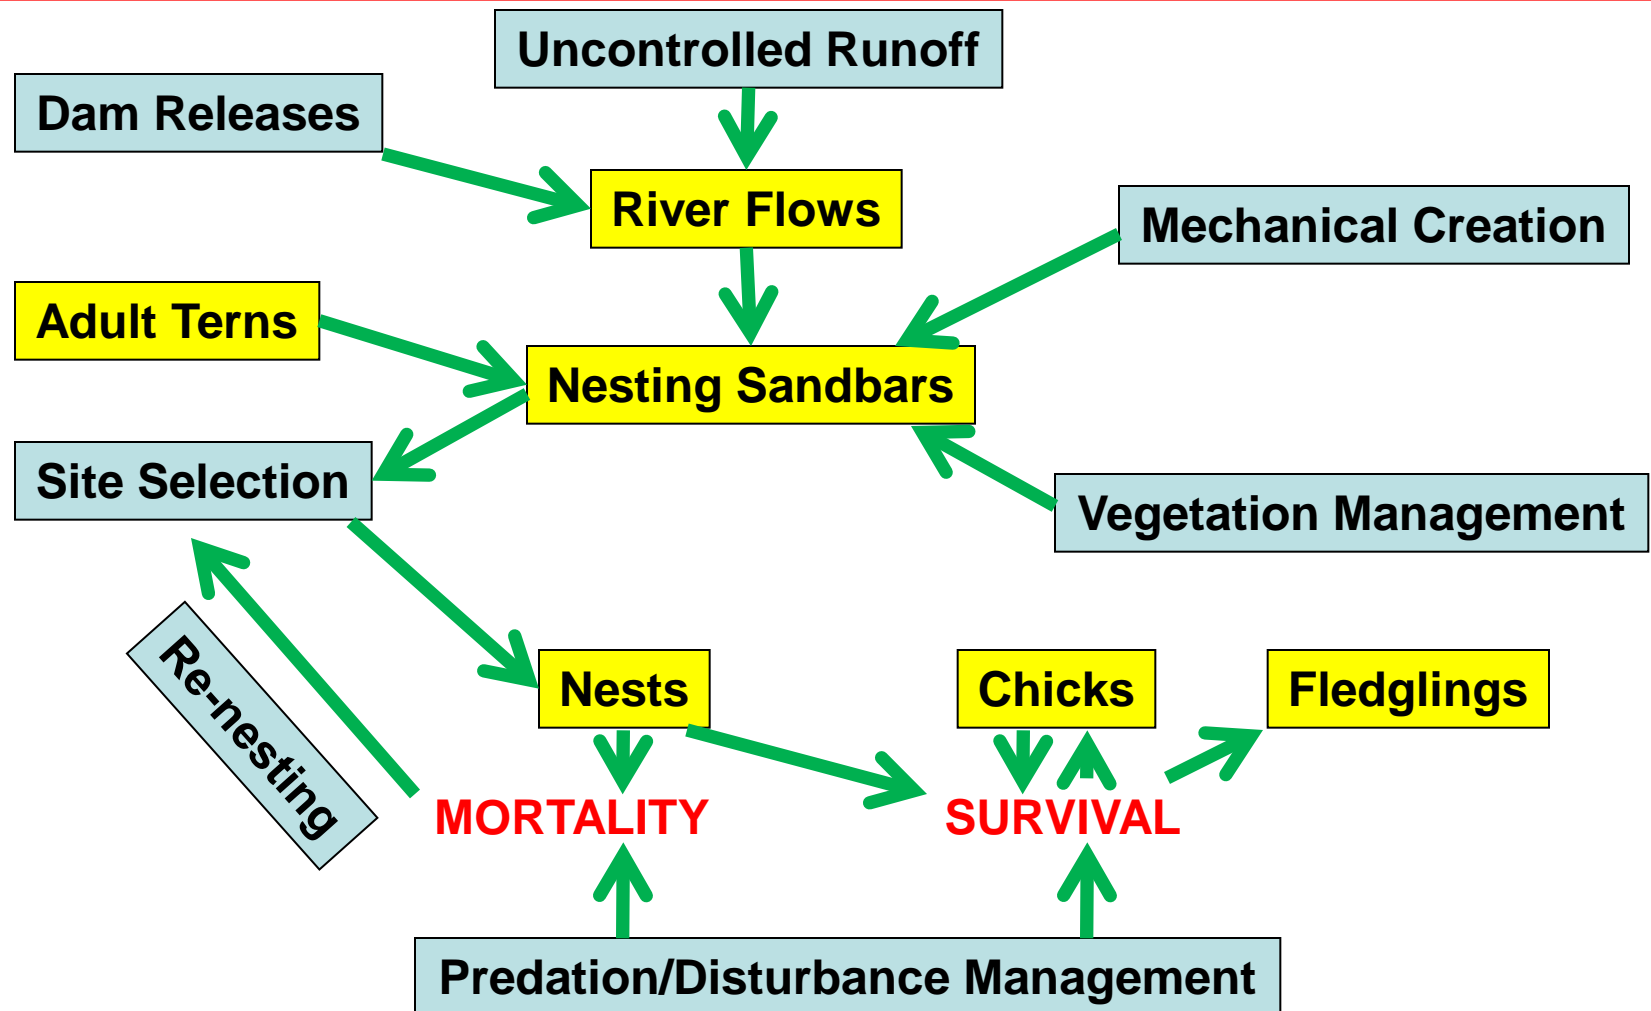 Uncontrolled Runoff
Dam Releases
River Flows
Mechanical Creation
Adult Terns
Nesting Sandbars
Site Selection
Vegetation Management
Re-nesting
Nests
Chicks
Fledglings
MORTALITY
SURVIVAL
Predation/Disturbance Management